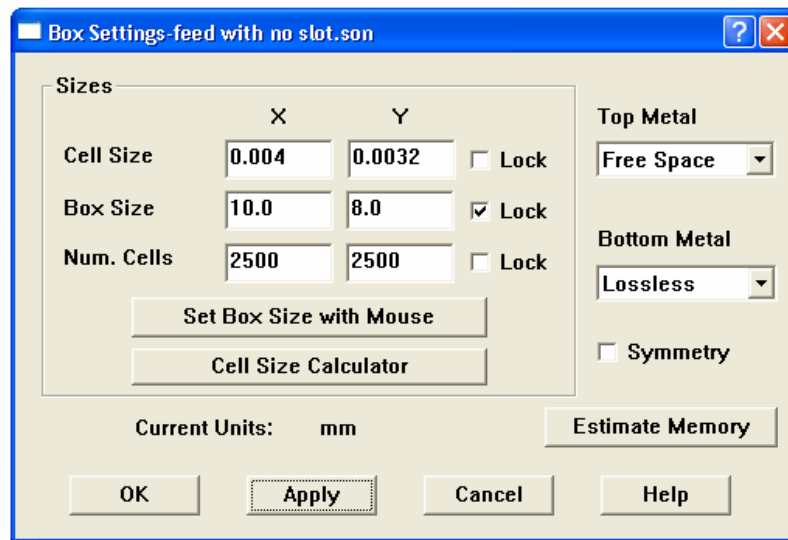 Box Settings-feed with no slot.son
Sizes
X Y
Cell Size 0.004 0.0032 Lock
Box Size 10.0 8.0 Lock
Num. Cells 2500 2500 Lock
Set Box Size with Mouse
Cell Size Calculator
Top Metal
Free Space
Bottom Metal
Lossless
Symmetry
Current Units: mm
Estimate Memory
OK Apply Cancel Help